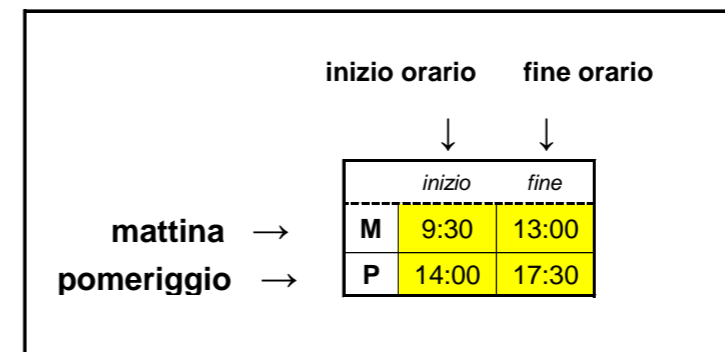 inizio orario fine orario
↓ ↓
inizio fine
mattina → M 9:30 13:00
pomeriggio → P 14:00 17:30